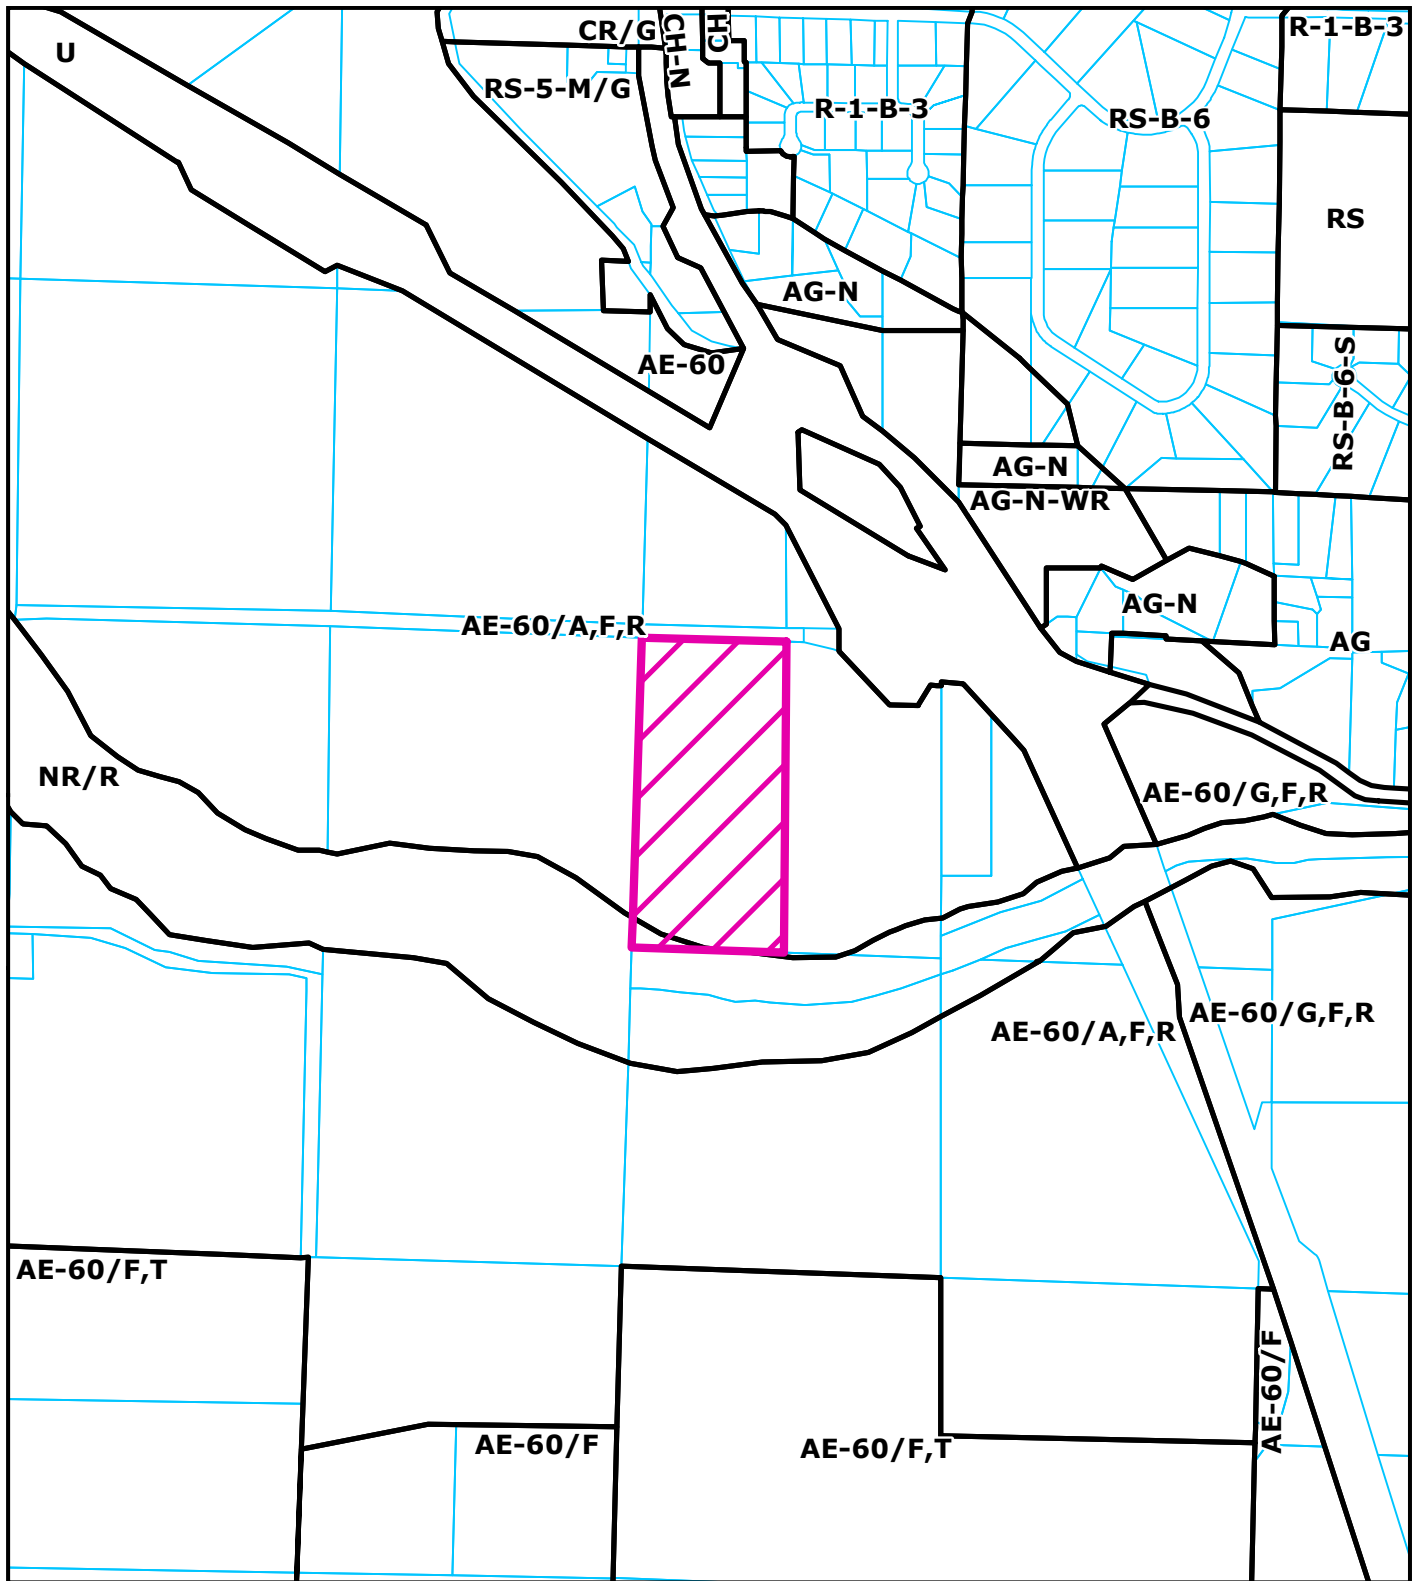 U
CR/G
CH-N
CH
R-1-B-3
RS-5-M/G
R-1-B-3
RS-B-6
RS
AG-N
AE-60
RS-B-6-S
AG-N
AG-N-WR
AG-N
AE-60/A,F,R
AG
NR/R
AE-60/G,F,R
AE-60/G,F,R
AE-60/A,F,R
AE-60/F,T
AE-60/F
AE-60/F
AE-60/F,T